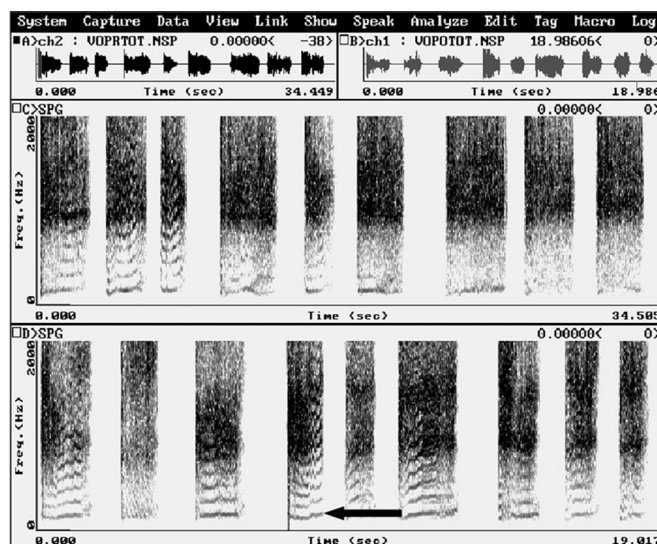 System Capture Data View Link Show Speak Analyze Edit Tag Macro Log
A>ch2 : VOPRTOT.NSP 0.00000< -38>
B>ch1 : VOPOTOT.NSP 18.98606< 0>
0.000 Time (sec) 34.449
0.000 Time (sec) 18.986
C>SPG 0.00000< 0>
2000
Freq.(Hz)
0
0.000 Time (sec) 34.505
D>SPG 0.00000< 0>
2000
Freq.(Hz)
0
0.000 Time (sec) 19.017